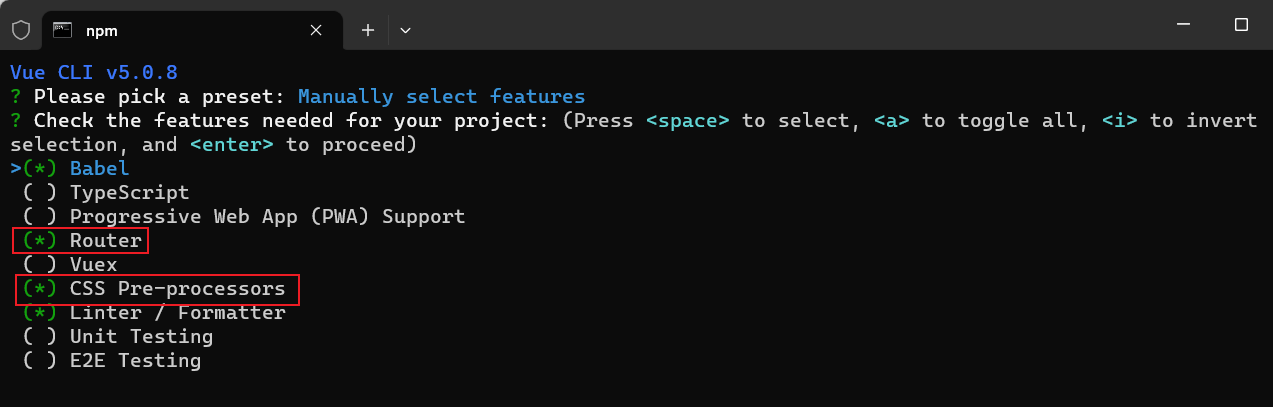 npm
Vue CLI v5.0.8
? Please pick a preset: Manually select features
? Check the features needed for your project: (Press <space> to select, <a> to toggle all, <i> to invert
selection, and <enter> to proceed)
>(*) Babel
( ) TypeScript
( ) Progressive Web App (PWA) Support
(*) Router
( ) Vuex
(*) CSS Pre-processors
(*) Linter / Formatter
( ) Unit Testing
( ) E2E Testing